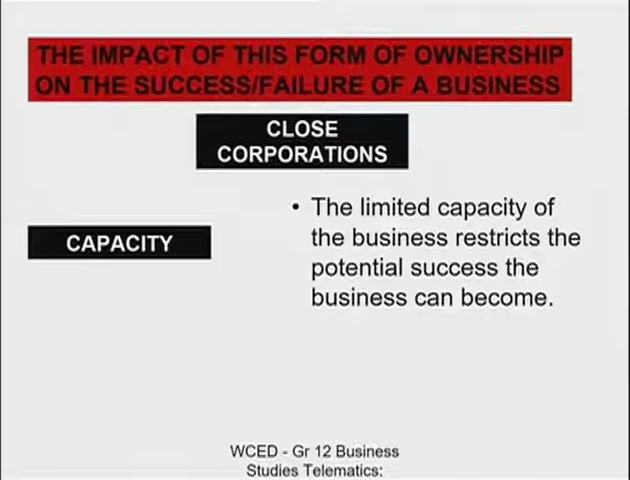 THE IMPACT OF THIS FORM OF OWNERSHIP
ON THE SUCCESS/FAILURE OF A BUSINESS
CLOSE
CORPORATIONS
CAPACITY
• The limited capacity of
the business restricts the
potential success the
business can become.
WCED - Gr 12 Business
Studies Telematics: